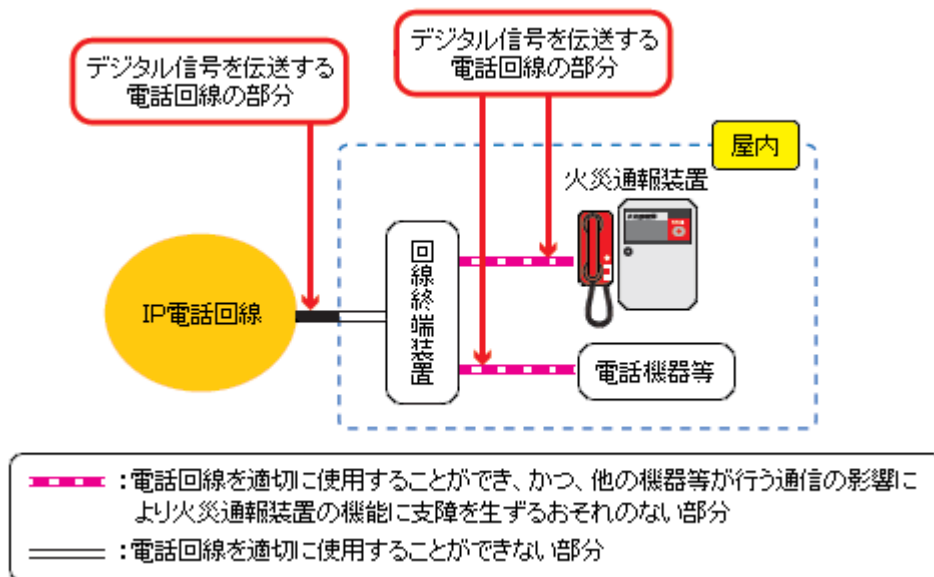 デジタル信号を伝送する
電話回線の部分
デジタル信号を伝送する
電話回線の部分
屋内
火災通報装置
回線終端装置
IP電話回線
電話機器等
：電話回線を適切に使用することができ、かつ、他の機器等が行う通信の影響に
より火災通報装置の機能に支障を生ずるおそれのない部分
：電話回線を適切に使用することができない部分